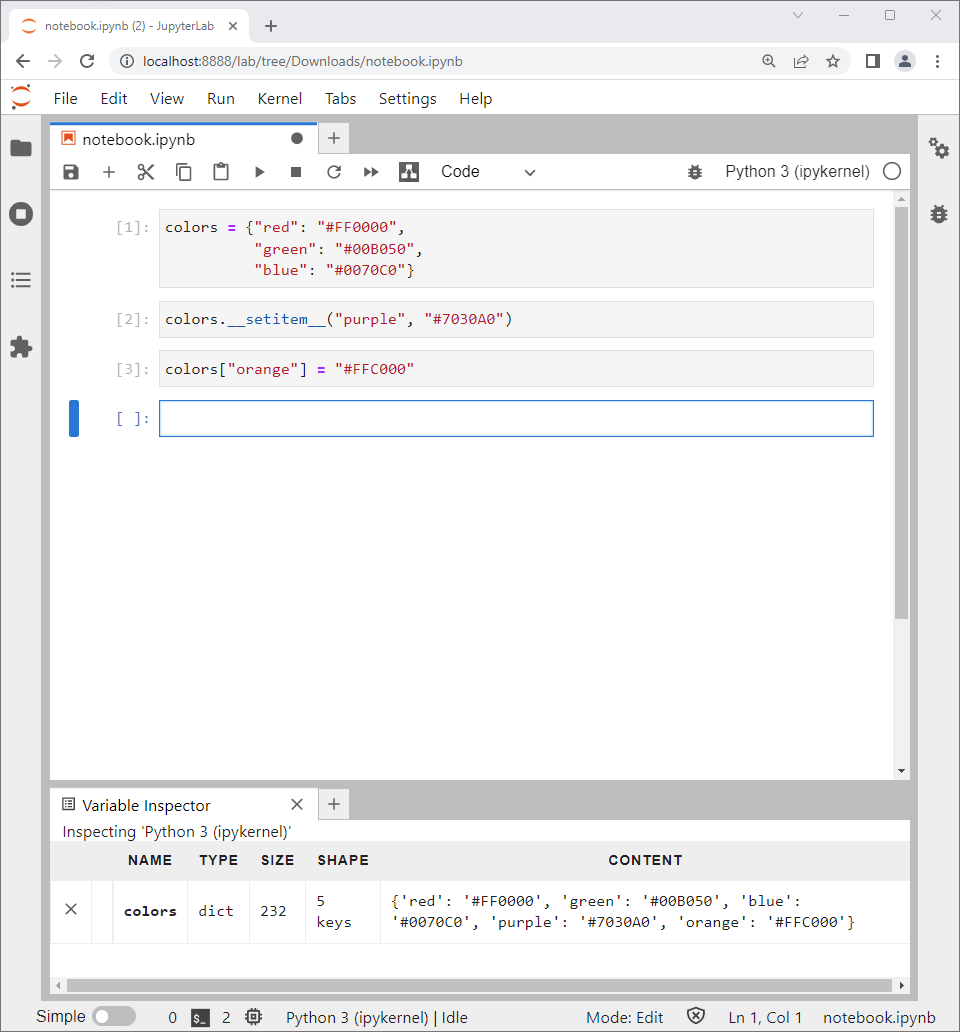 notebook.ipynb (2) - JupyterLab
localhost:8888/lab/tree/Downloads/notebook.ipynb
File Edit View Run Kernel Tabs Settings Help
notebook.ipynb
Code Python 3 (ipykernel)
[1]: colors = {"red": "#FF0000",
"green": "#00B050",
"blue": "#0070C0"}
[2]: colors.__setitem__("purple", "#7030A0")
[3]: colors["orange"] = "#FFC000"
[ ]:
Variable Inspector
Inspecting 'Python 3 (ipykernel)'
NAME TYPE SIZE SHAPE CONTENT
colors dict 232 5 keys {'red': '#FF0000', 'green': '#00B050', 'blue':
'#0070C0', 'purple': '#7030A0', 'orange': '#FFC000'}
Simple 0 $_ 2 Python 3 (ipykernel) | Idle Mode: Edit Ln 1, Col 1 notebook.ipynb